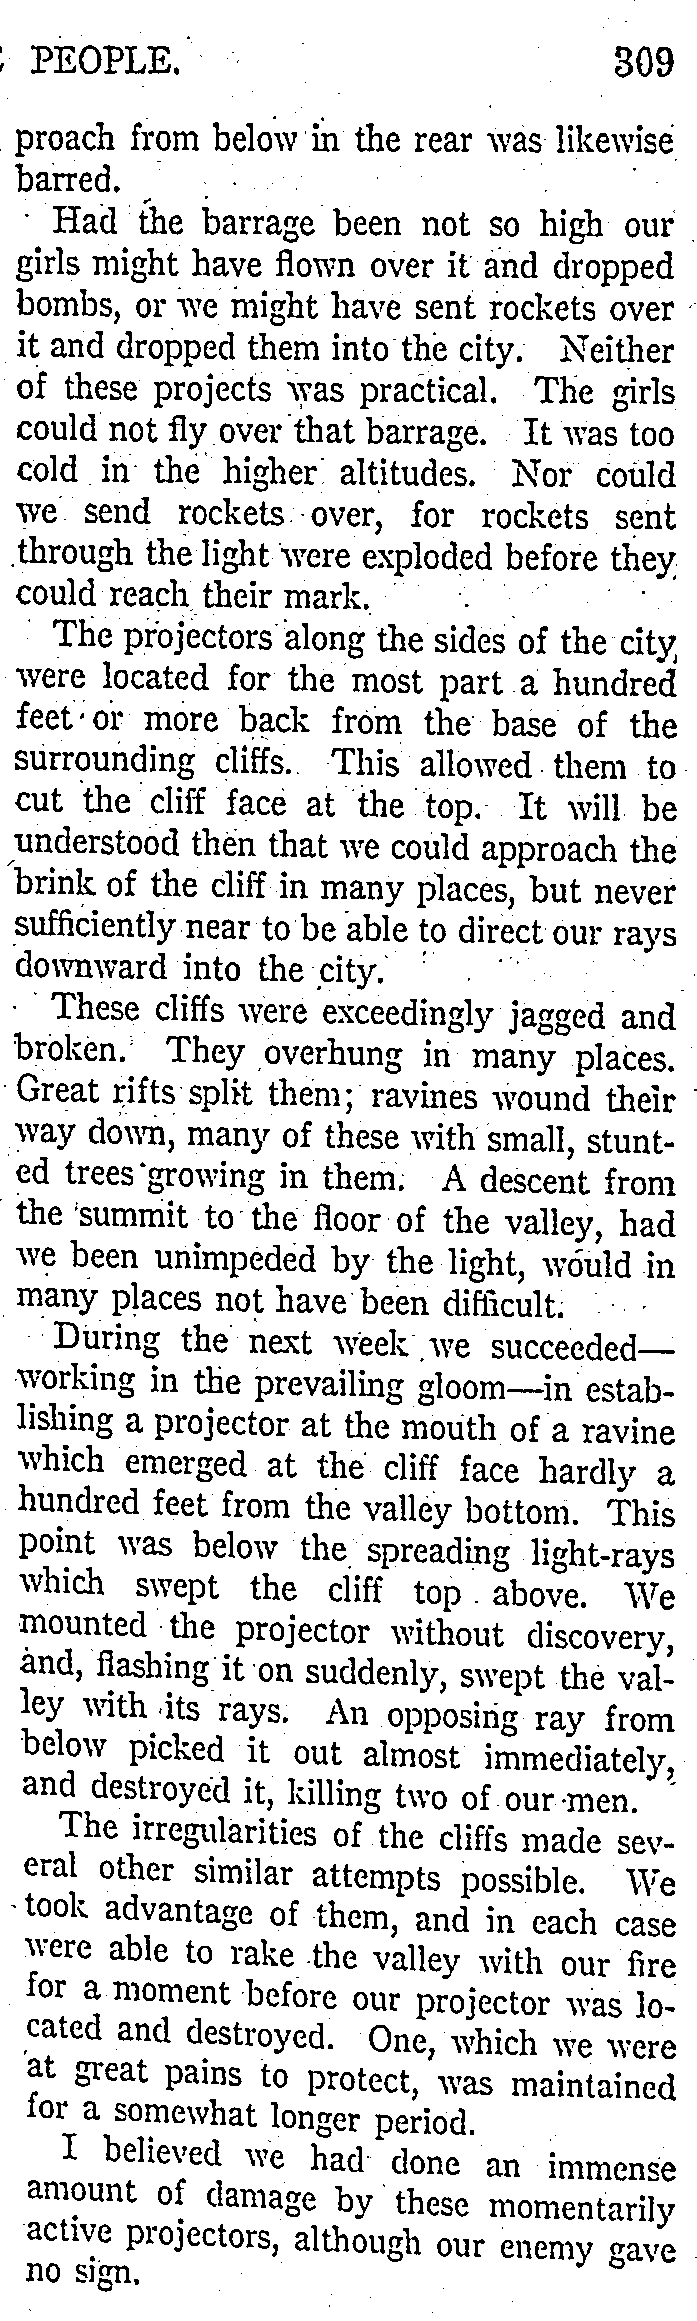 PEOPLE. 309
proach from below in the rear was likewise
barred.
Had the barrage been not so high our
girls might have flown over it and dropped
bombs, or we might have sent rockets over
it and dropped them into the city. Neither
of these projects was practical. The girls
could not fly over that barrage. It was too
cold in the higher altitudes. Nor could
we send rockets over, for rockets sent
through the light were exploded before they
could reach their mark.
The projectors along the sides of the city,
were located for the most part a hundred
feet or more back from the base of the
surrounding cliffs. This allowed them to
cut the cliff face at the top. It will be
understood then that we could approach the
brink of the cliff in many places, but never
sufficiently near to be able to direct our rays
downward into the city.
These cliffs were exceedingly jagged and
broken. They overhung in many places.
Great rifts split them; ravines wound their
way down, many of these with small, stunt-
ed trees growing in them. A descent from
the summit to the floor of the valley, had
we been unimpeded by the light, would in
many places not have been difficult.
During the next week we succeeded—
working in the prevailing gloom—in estab-
lishing a projector at the mouth of a ravine
which emerged at the cliff face hardly a
hundred feet from the valley bottom. This
point was below the spreading light-rays
which swept the cliff top above. We
mounted the projector without discovery,
and, flashing it on suddenly, swept the val-
ley with its rays. An opposing ray from
below picked it out almost immediately,
and destroyed it, killing two of our men.
The irregularities of the cliffs made sev-
eral other similar attempts possible. We
took advantage of them, and in each case
were able to rake the valley with our fire
for a moment before our projector was lo-
cated and destroyed. One, which we were
at great pains to protect, was maintained
for a somewhat longer period.
I believed we had done an immense
amount of damage by these momentarily
active projectors, although our enemy gave
no sign.